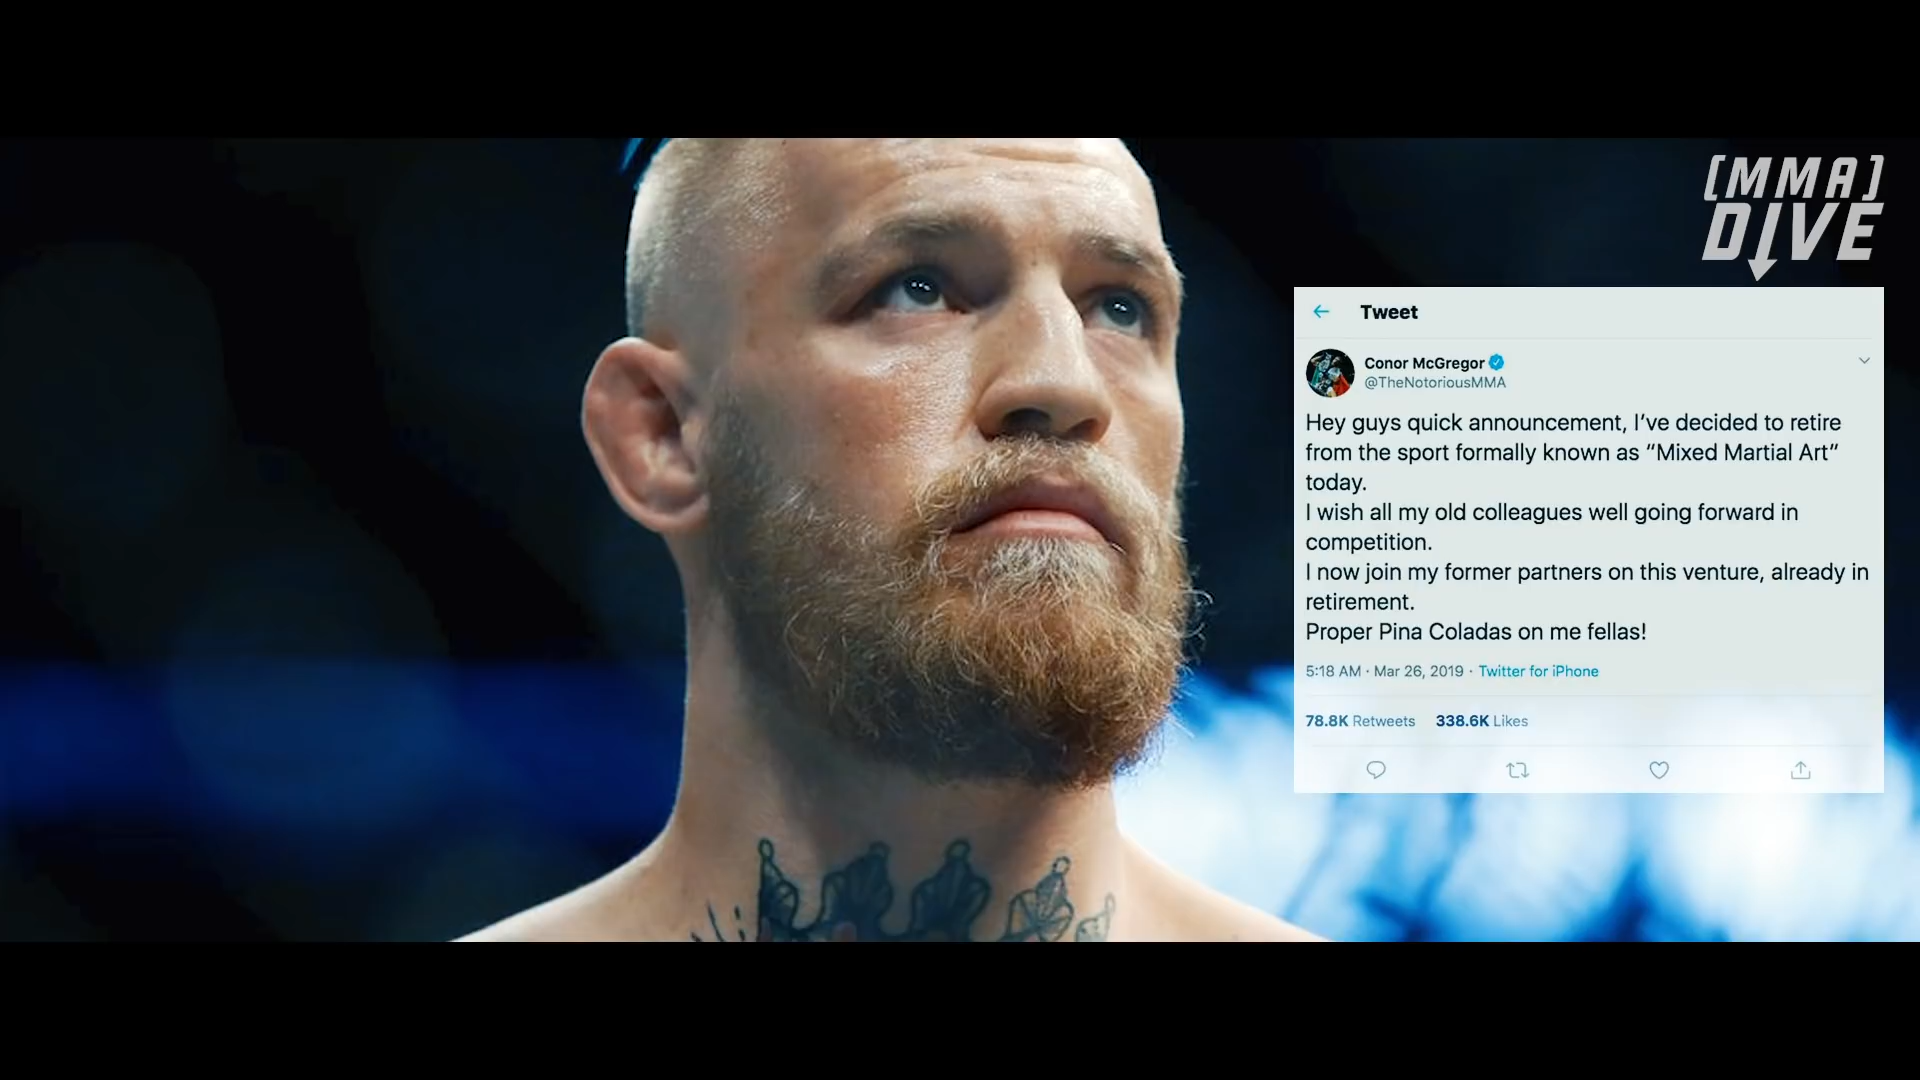 [MMA]
DIVE
Tweet
Conor McGregor
@TheNotoriousMMA
Hey guys quick announcement, I’ve decided to retire
from the sport formally known as “Mixed Martial Art”
today.
I wish all my old colleagues well going forward in
competition.
I now join my former partners on this venture, already in
retirement.
Proper Pina Coladas on me fellas!
5:18 AM · Mar 26, 2019 · Twitter for iPhone
78.8K Retweets 338.6K Likes